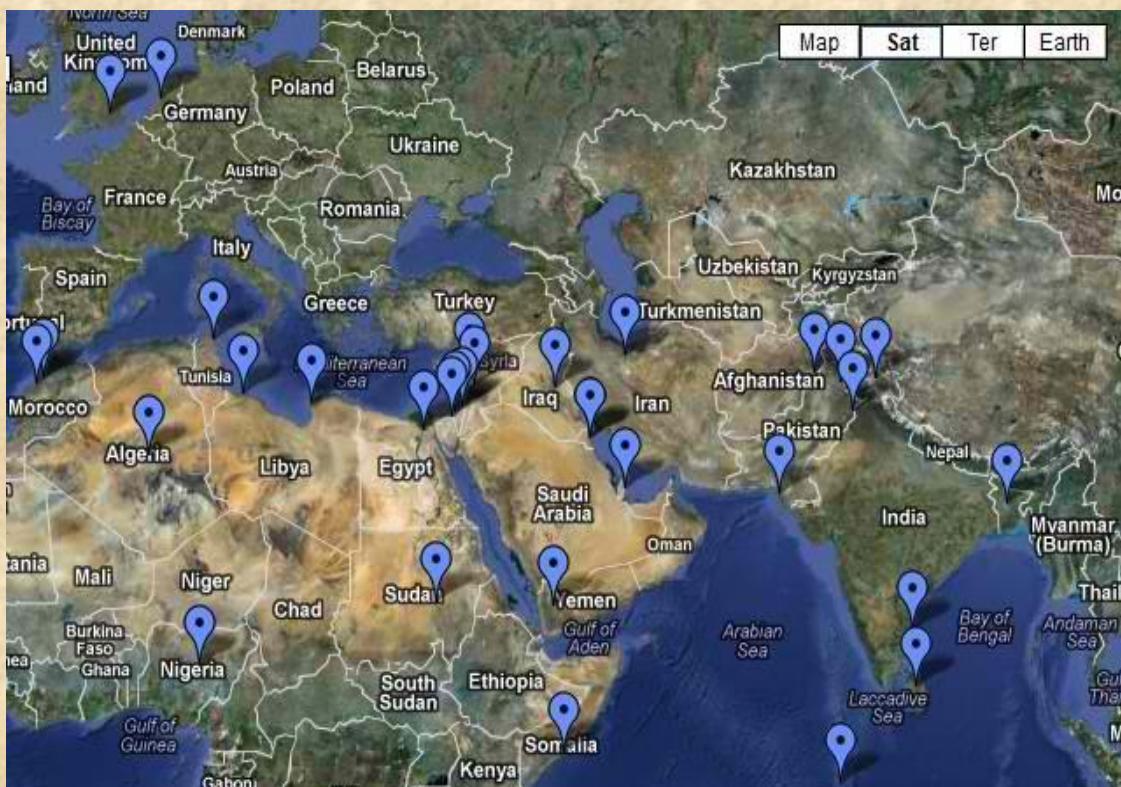 North Sea
Denmark
United
Kingdom
Map
Sat
Ter
Earth
Belarus
Poland
Germany
Ukraine
Kazakhstan
Austria
France
Romania
Bay of
Biscay
Italy
Uzbekistan
Kyrgyzstan
Spain
Greece
Turkey
Turkmenistan
Syria
Tunisia
Sea
Afghanistan
Morocco
Iraq
Iran
Pakistan
Algeria
Nepal
Libya
Egypt
Saudi
Arabia
India
Myanmar
(Burma)
Oman
Mali
Niger
Sudan
Yemen
Chad
Burkina
Faso
Ghana
Gulf of
Aden
Arabian
Sea
Bay of
Bengal
Andaman
Sea
Nigeria
Ethiopia
South
Sudan
Laccadive
Sea
Gulf of
Guinea
Somalia
Kenya